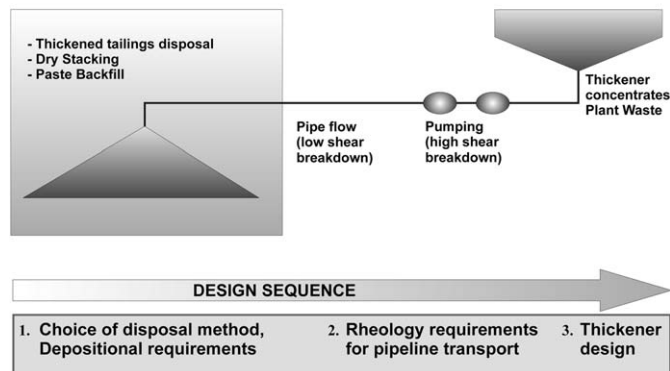 - Thickened tailings disposal
- Dry Stacking
- Paste Backfill
Pipe flow
(low shear
breakdown)
Pumping
(high shear
breakdown)
Thickener
concentrates
Plant Waste
DESIGN SEQUENCE
1. Choice of disposal method,
Depositional requirements
2. Rheology requirements
for pipeline transport
3. Thickener
design